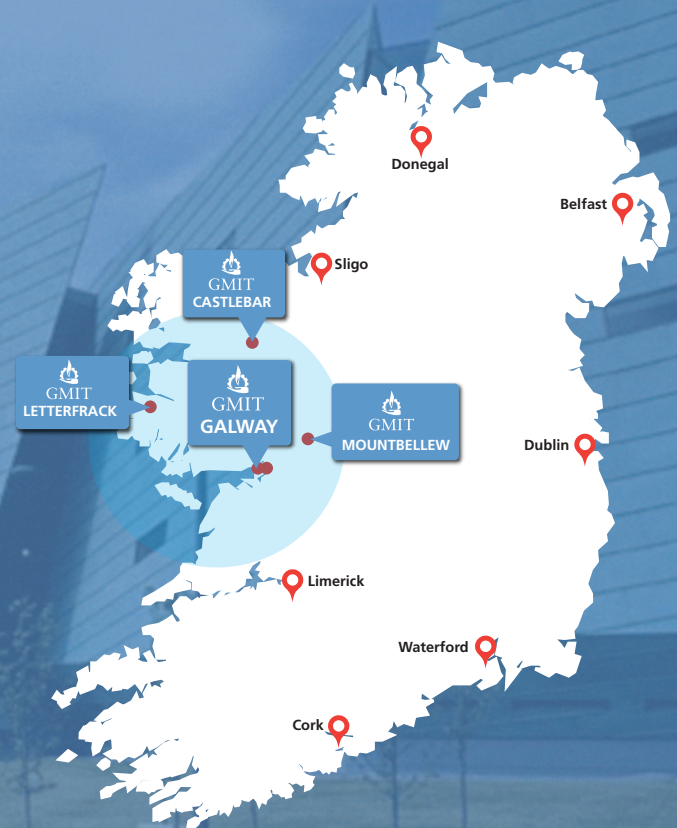 Donegal
Belfast
Sligo
GMIT
CASTLEBAR
GMIT
LETTERFRACK
GMIT
GALWAY
GMIT
MOUNTBELLEW
Dublin
Limerick
Waterford
Cork